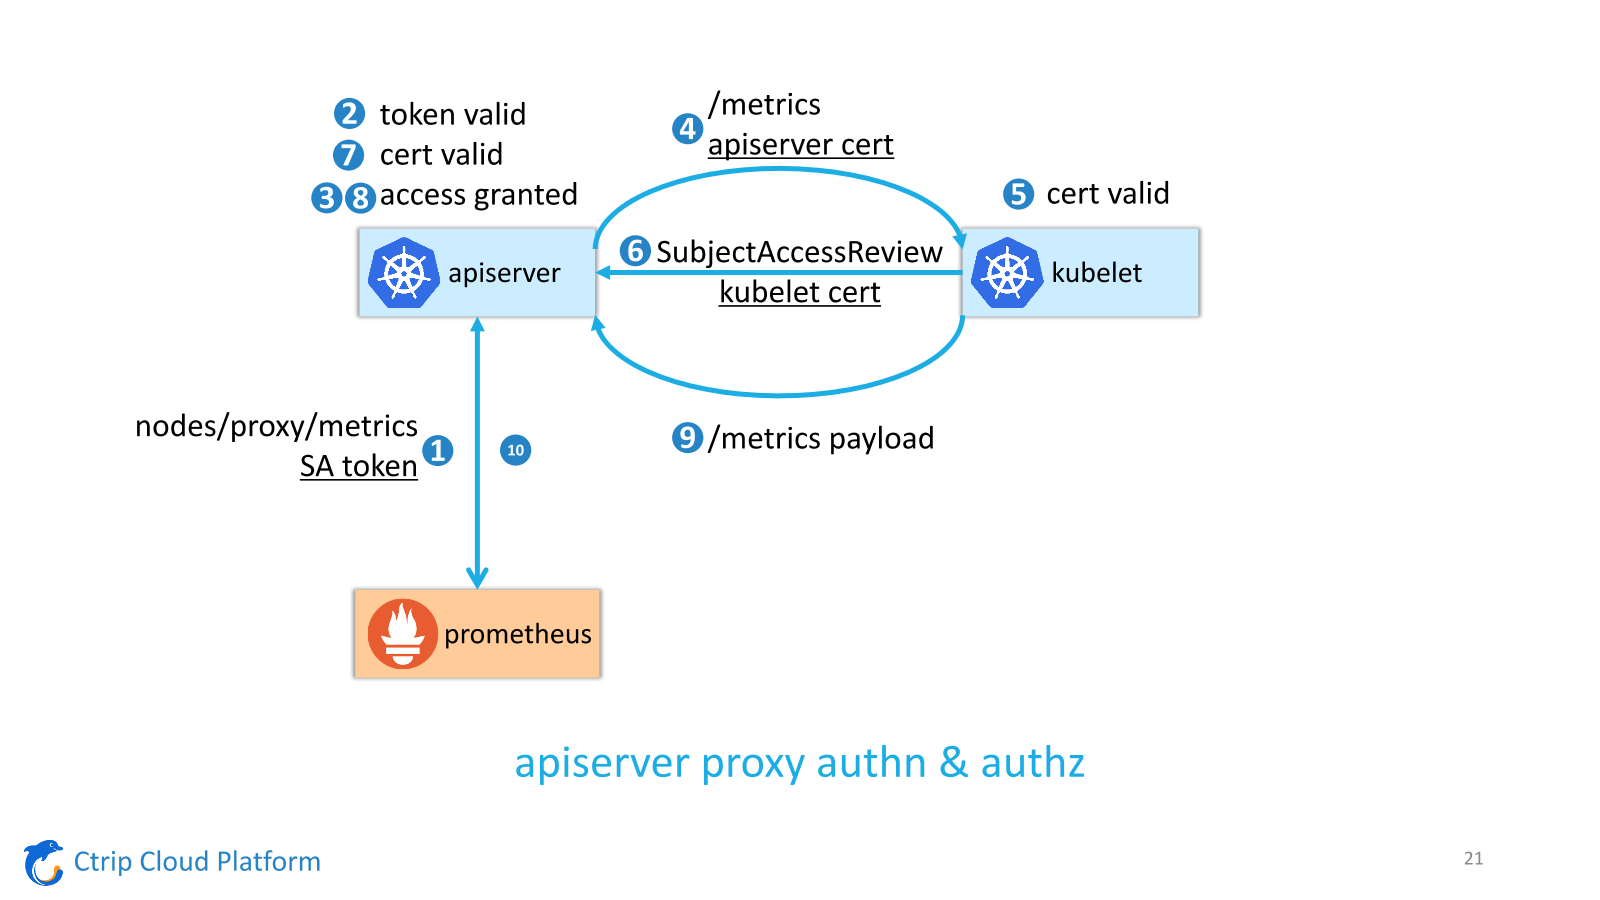 2 token valid
7 cert valid
3 8 access granted
4 /metrics
apiserver cert
5 cert valid
apiserver
6 SubjectAccessReview
kubelet cert
kubelet
nodes/proxy/metrics
SA token
1
10
9 /metrics payload
prometheus
apiserver proxy authn & authz
Ctrip Cloud Platform
21